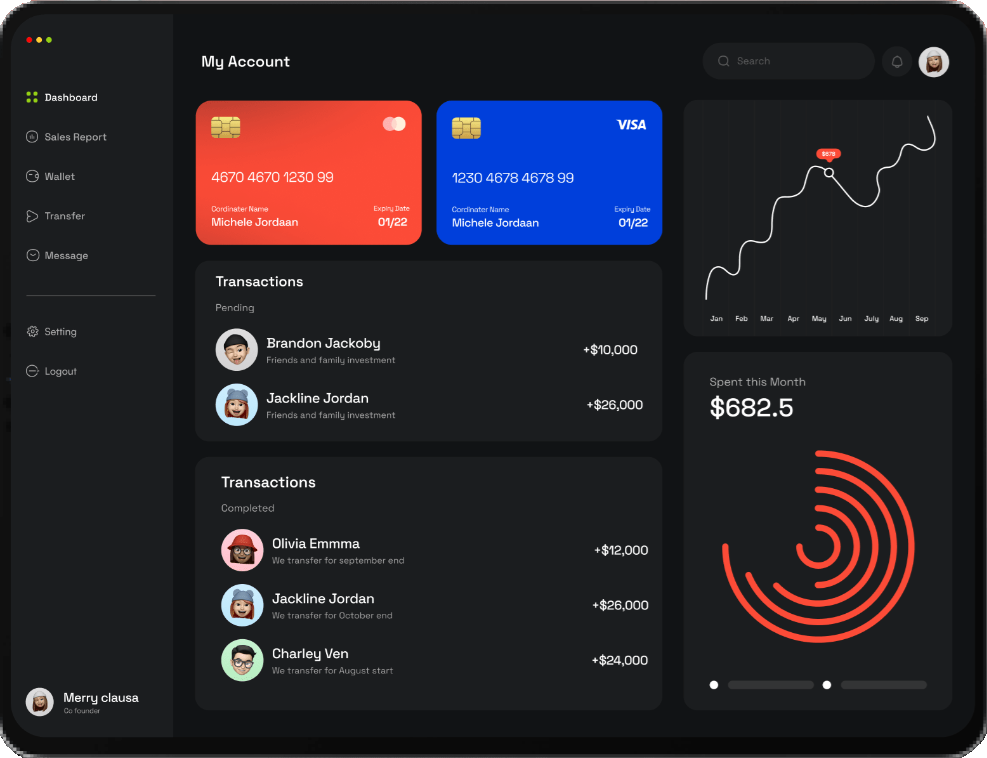 My Account
Search
Dashboard
Sales Report
Wallet
Transfer
Message
Setting
Logout
Merry clausa
Co founder
4670 4670 1230 99
Cordinater Name
Expiry Date
Michele Jordaan
01/22
VISA
1230 4678 4678 99
Cordinater Name
Expiry Date
Michele Jordaan
01/22
Transactions
Pending
Brandon Jackoby
Friends and family investment
+$10,000
Jackline Jordan
Friends and family investment
+$26,000
Transactions
Completed
Olivia Emmma
We transfer for september end
+$12,000
Jackline Jordan
We transfer for October end
+$26,000
Charley Ven
We transfer for August start
+$24,000
Jan Feb Mar Apr May Jun July Aug Sep
Spent this Month
$682.5